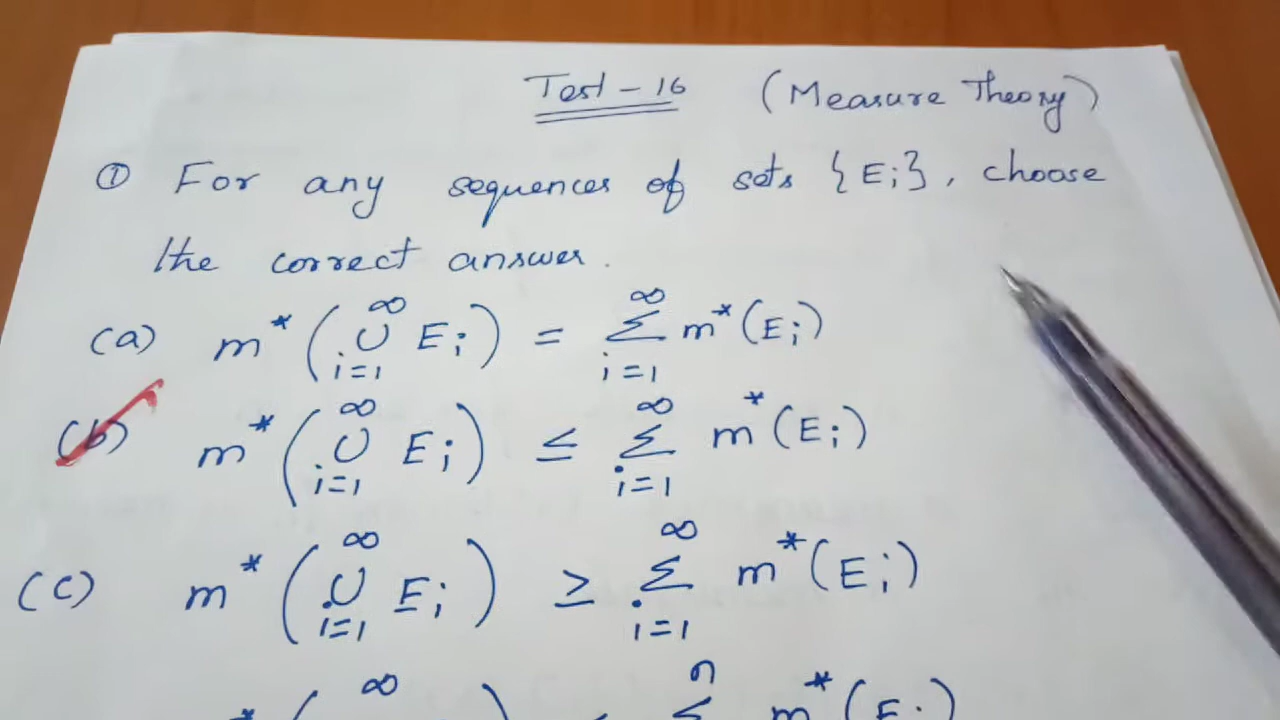 Test - 16 (Measure Theory)
① For any sequences of sets {Ei}, choose
the correct answer.
(a) m* (∞ ∪ i=1 Ei) = ∞ Σ i=1 m*(Ei)
(b) m* (∞ ∪ i=1 Ei) ≤ ∞ Σ i=1 m*(Ei)
(c) m* (∞ ∪ i=1 Ei) ≥ ∞ Σ i=1 m*(Ei)
∞ n Σ m*(Ei)